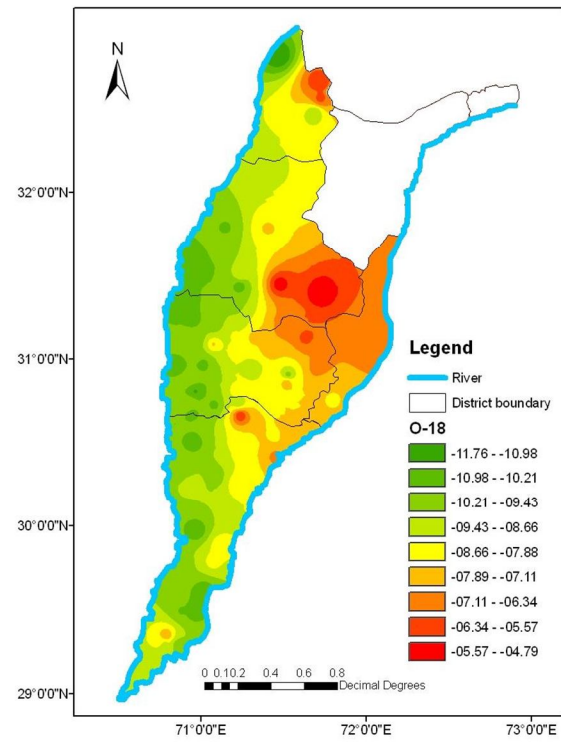 N
32°0'0"N
31°0'0"N
30°0'0"N
29°0'0"N
Legend
River
District boundary
O-18
-11.76 - -10.98
-10.98 - -10.21
-10.21 - -09.43
-09.43 - -08.66
-08.66 - -07.88
-07.89 - -07.11
-07.11 - -06.34
-06.34 - -05.57
-05.57 - -04.79
0 0.10.2 0.4 0.6 0.8
Decimal Degrees
71°0'0"E 72°0'0"E 73°0'0"E